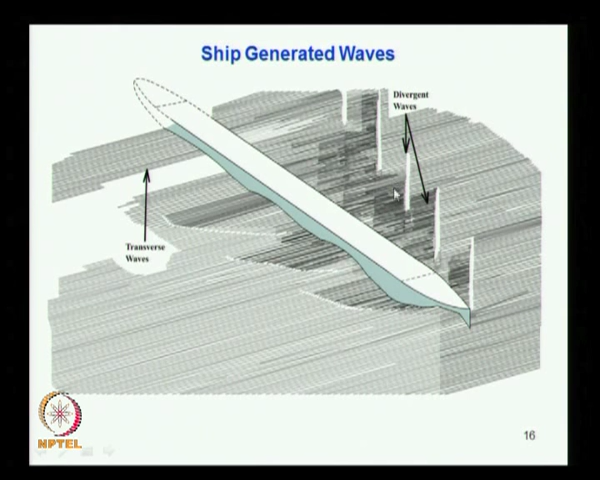 Ship Generated Waves
Divergent
Waves
Transverse
Waves
NPTEL
16